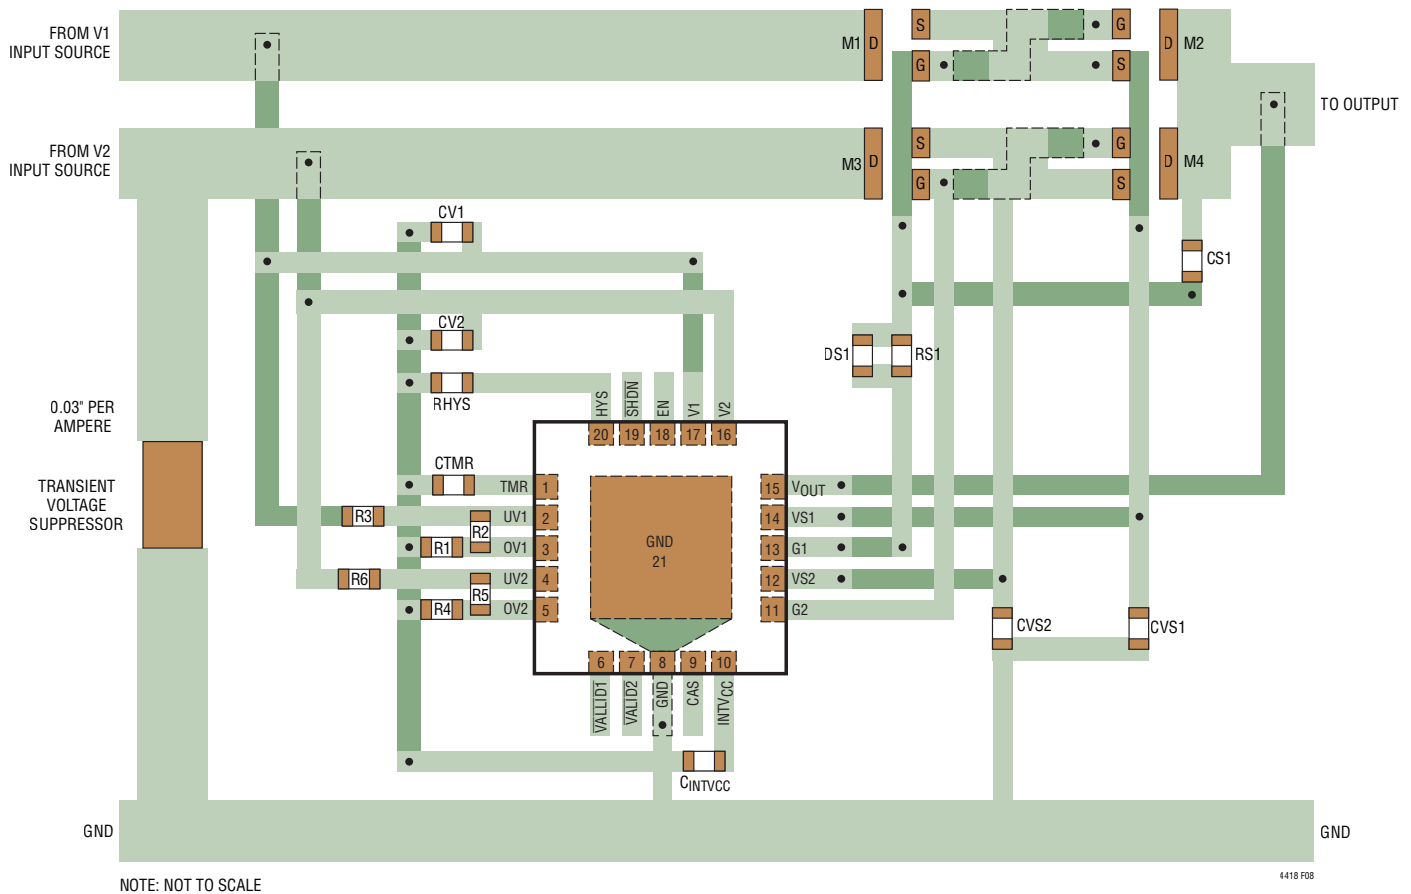 FROM V1
INPUT SOURCE
M1
D
S
G
G
S
D
M2
TO OUTPUT
FROM V2
INPUT SOURCE
M3
D
S
G
G
S
D
M4
CV1
CS1
CV2
DS1
RS1
RHYS
0.03" PER
AMPERE
TRANSIENT
VOLTAGE
SUPPRESSOR
HYS
SHDN
EN
V1
V2
20
19
18
17
16
CTMR
TMR
1
15
VOUT
R3
UV1
2
R2
14
VS1
R1
OV1
3
13
G1
GND
21
R6
UV2
4
R5
12
VS2
R4
OV2
5
11
G2
CVS2
CVS1
6
7
8
9
10
VALLID1
VALID2
GND
CAS
INTVCC
CINTVCC
GND
GND
NOTE: NOT TO SCALE
4418 F08